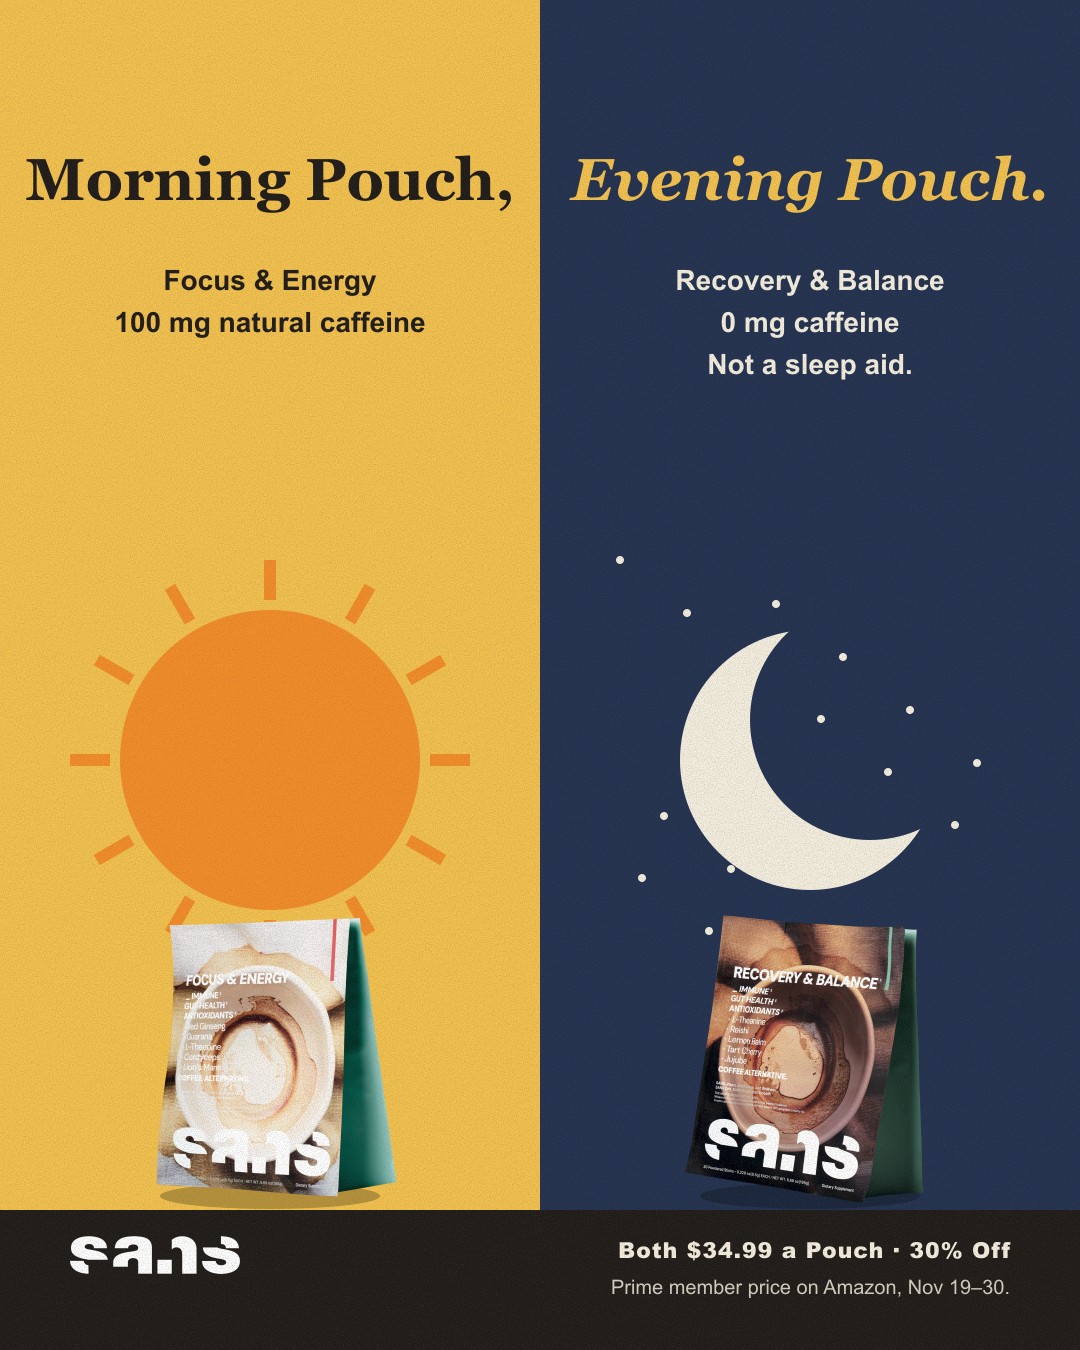 Morning Pouch,
Focus & Energy
100 mg natural caffeine
Evening Pouch.
Recovery & Balance
0 mg caffeine
Not a sleep aid.
FOCUS & ENERGY
IMMUNE
GUT HEALTH
ANTIOXIDANTS
Red Ginseng
Guarana
L-Theanine
Cordyceps
Lion's Mane
COFFEE ALTERNATIVE.
sans
RECOVERY & BALANCE
IMMUNE
GUT HEALTH
ANTIOXIDANTS
L-Theanine
Reishi
Lemon Balm
Tart Cherry
Jujube
COFFEE ALTERNATIVE.
sans
Dietary Supplement
sans
Both $34.99 a Pouch · 30% Off
Prime member price on Amazon, Nov 19–30.